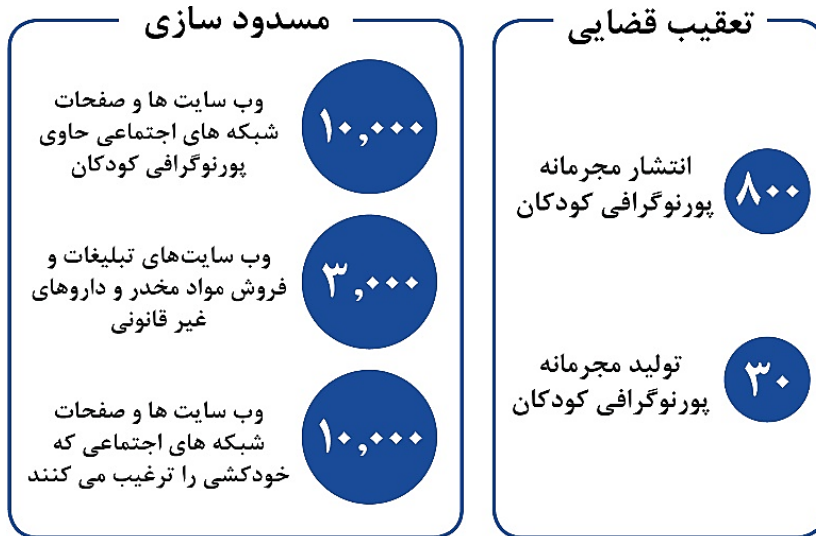 تعقیب قضایی
۸۰۰
انتشار مجرمانه
پورنوگرافی کودکان
۳۰
تولید مجرمانه
پورنوگرافی کودکان
مسدود سازی
۱۰,۰۰۰
وب سایت ها و صفحات
شبکه های اجتماعی حاوی
پورنوگرافی کودکان
۳,۰۰۰
وب سایت‌های تبلیغات و
فروش مواد مخدر و داروهای
غیر قانونی
۱۰,۰۰۰
وب سایت ها و صفحات
شبکه های اجتماعی که
خودکشی را ترغیب می کنند